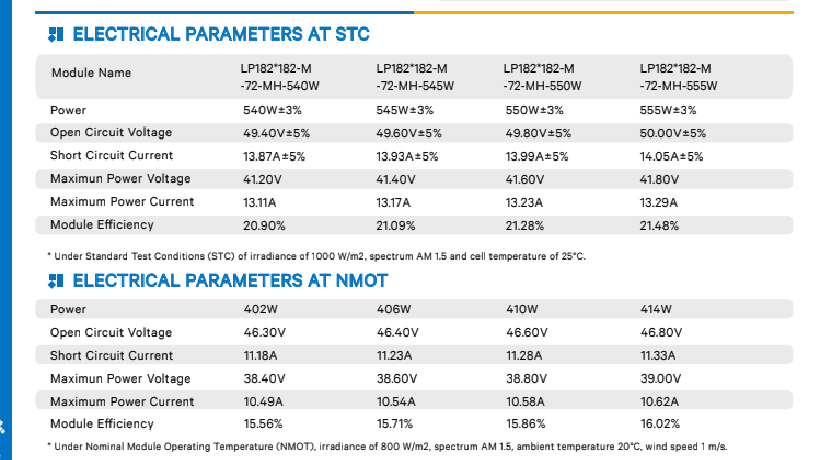 ELECTRICAL PARAMETERS AT STC
Module Name LP182*182-M -72-MH-540W LP182*182-M -72-MH-545W LP182*182-M -72-MH-550W LP182*182-M -72-MH-555W
Power 540W±3% 545W±3% 550W±3% 555W±3%
Open Circuit Voltage 49.40V±5% 49.60V±5% 49.80V±5% 50.00V±5%
Short Circuit Current 13.87A±5% 13.93A±5% 13.99A±5% 14.05A±5%
Maximun Power Voltage 41.20V 41.40V 41.60V 41.80V
Maximum Power Current 13.11A 13.17A 13.23A 13.29A
Module Efficiency 20.90% 21.09% 21.28% 21.48%
* Under Standard Test Conditions (STC) of irradiance of 1000 W/m2, spectrum AM 1.5 and cell temperature of 25°C.
ELECTRICAL PARAMETERS AT NMOT
Power 402W 406W 410W 414W
Open Circuit Voltage 46.30V 46.40V 46.60V 46.80V
Short Circuit Current 11.18A 11.23A 11.28A 11.33A
Maximun Power Voltage 38.40V 38.60V 38.80V 39.00V
Maximum Power Current 10.49A 10.54A 10.58A 10.62A
Module Efficiency 15.56% 15.71% 15.86% 16.02%
* Under Nominal Module Operating Temperature (NMOT), irradiance of 800 W/m2, spectrum AM 1.5, ambient temperature 20°C, wind speed 1 m/s.